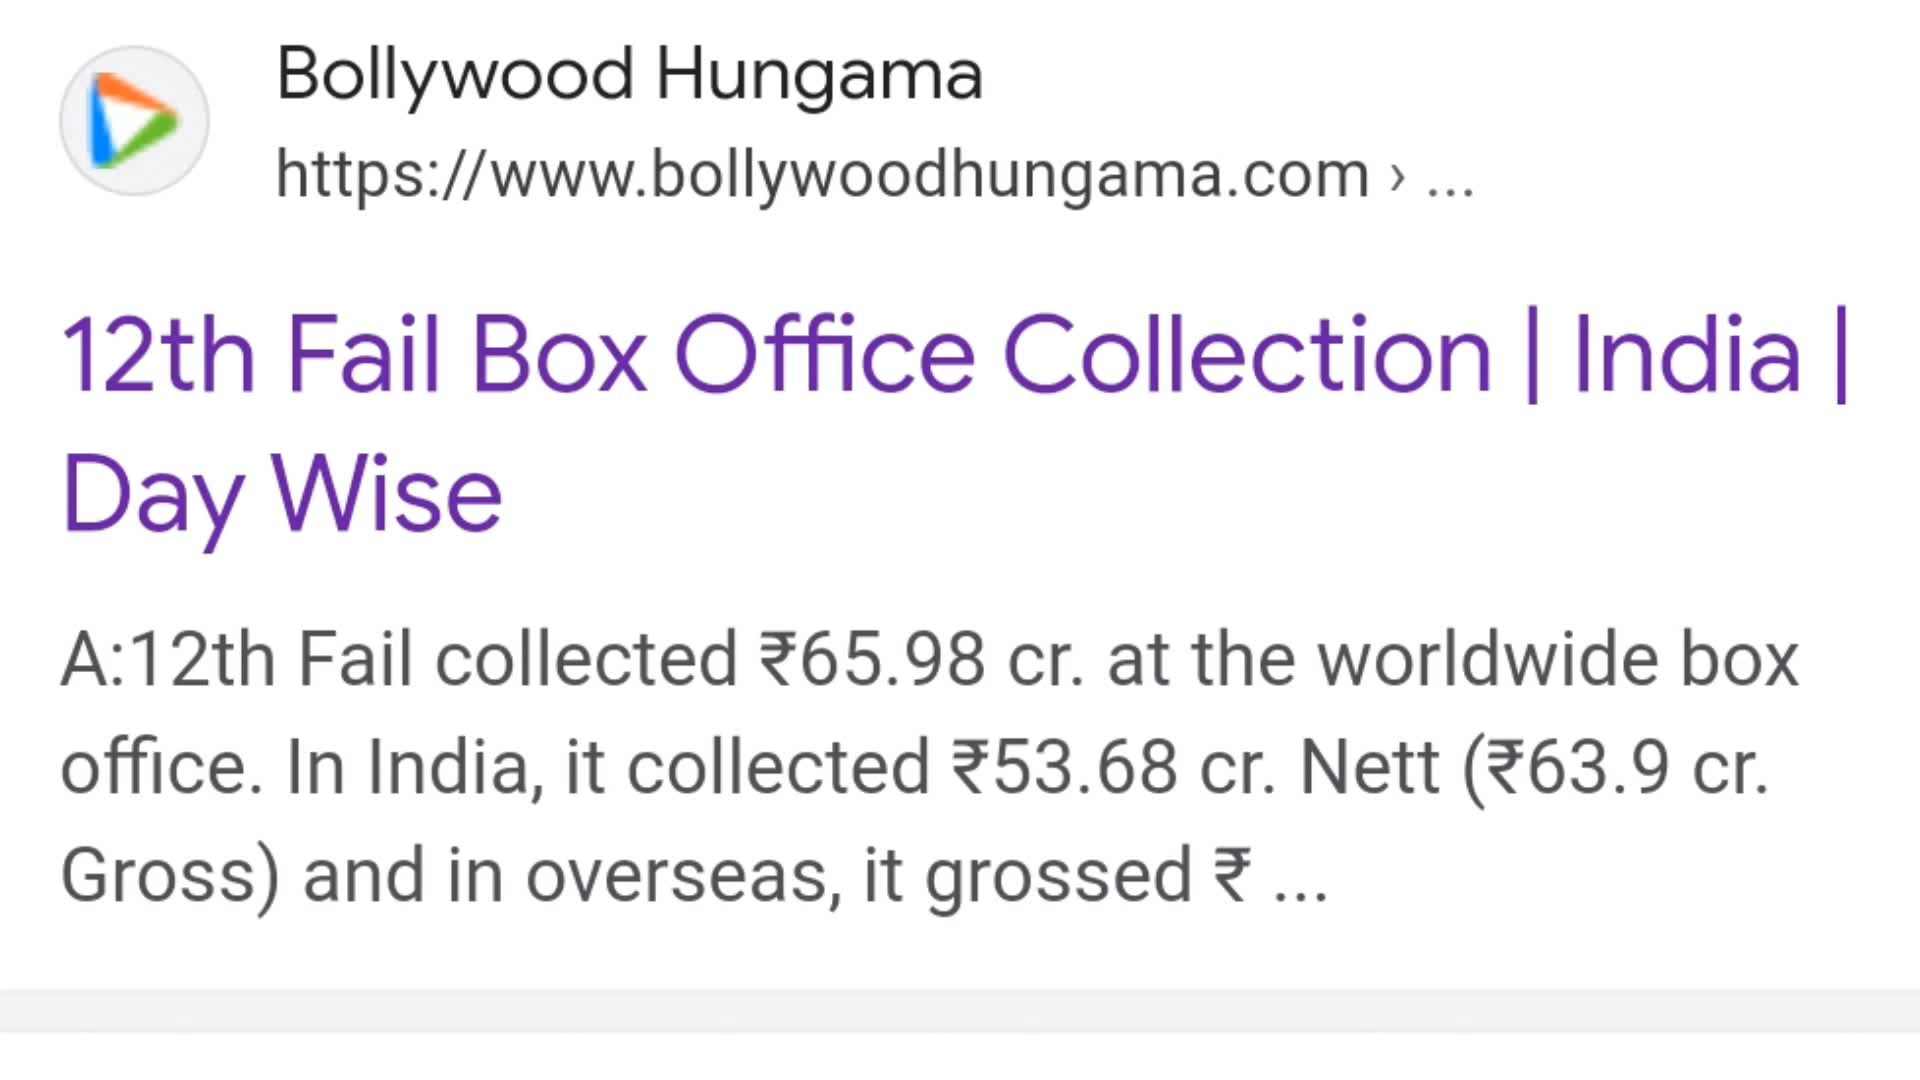 Bollywood Hungama
https://www.bollywoodhungama.com › ...
12th Fail Box Office Collection | India |
Day Wise
A:12th Fail collected ₹65.98 cr. at the worldwide box
office. In India, it collected ₹53.68 cr. Nett (₹63.9 cr.
Gross) and in overseas, it grossed ₹ ...